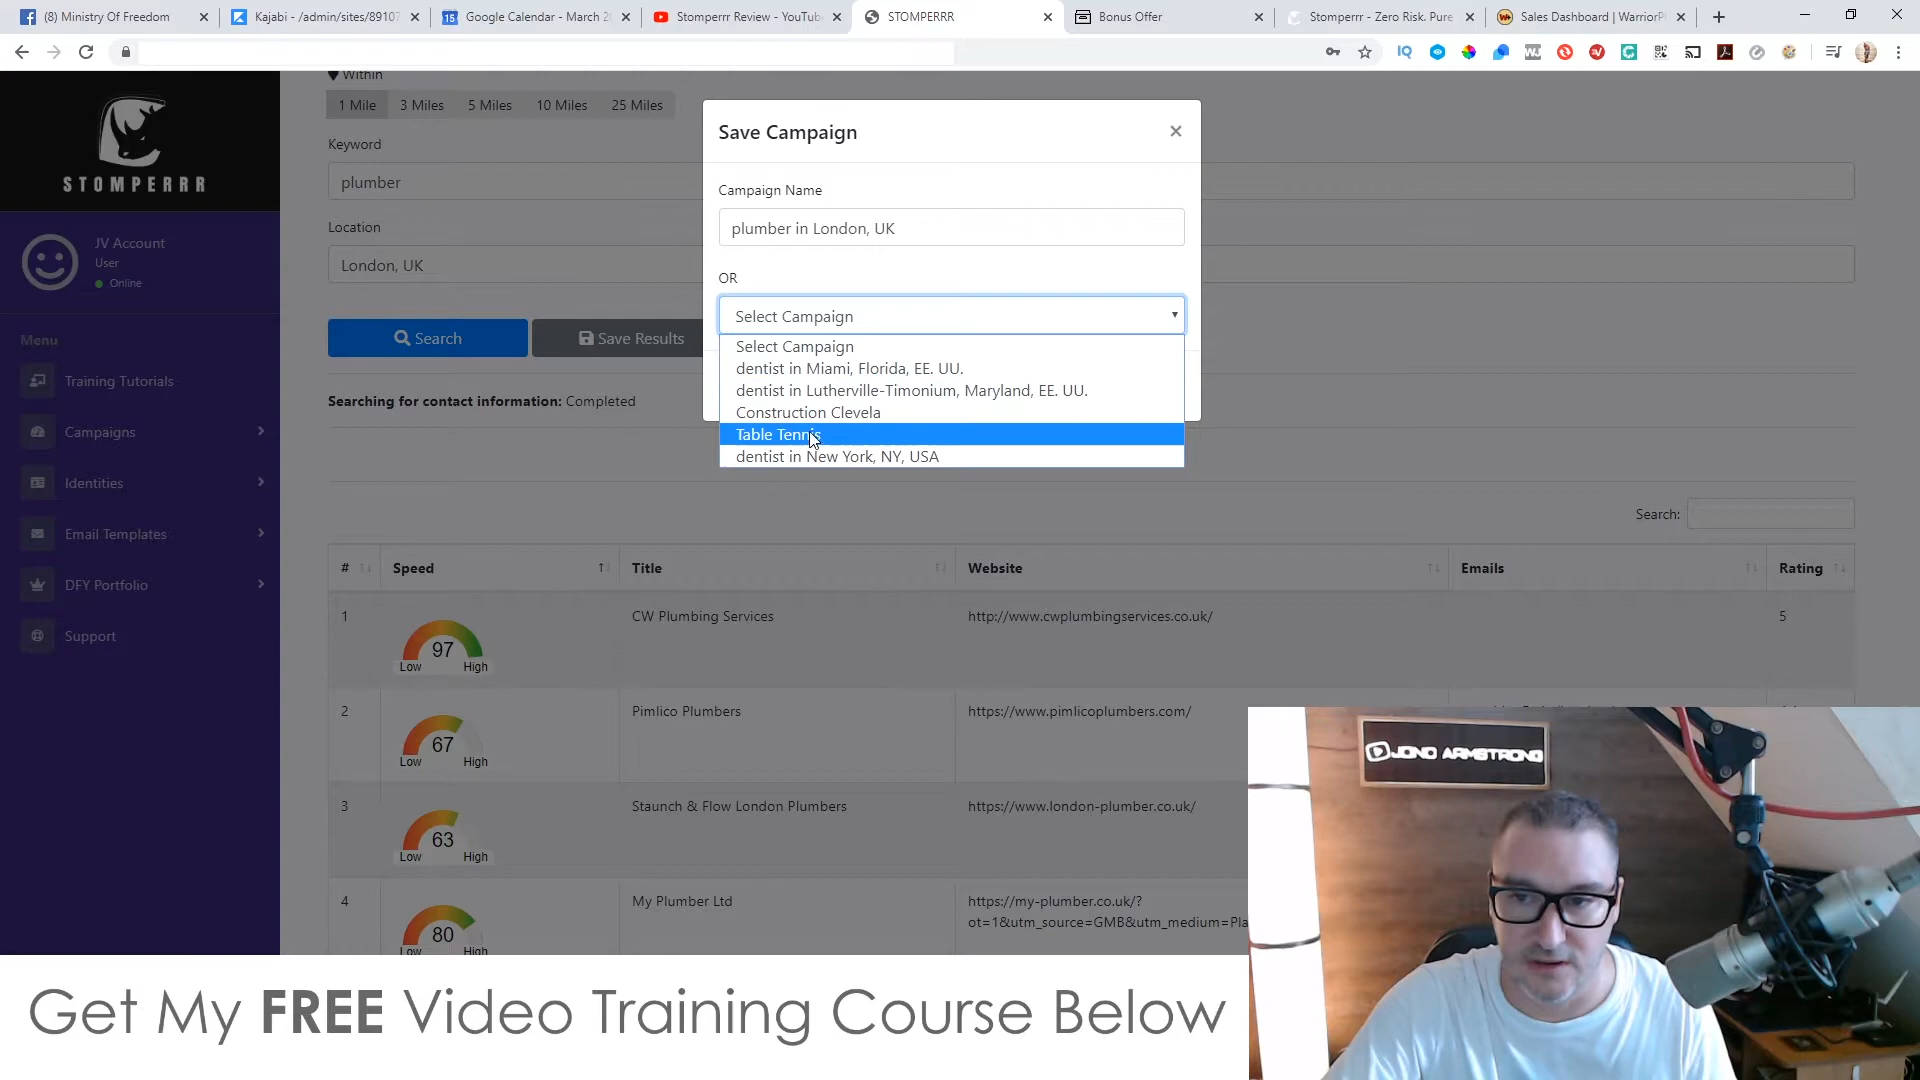 (8) Ministry Of Freedom
Kajabi - /admin/sites/89107
Google Calendar - March 2
Stomperrr Review - YouTube
STOMPERRR
Bonus Offer
Stomperrr - Zero Risk. Pure
Sales Dashboard | WarriorP
STOMPERRR
JV Account
User
Online
Menu
Training Tutorials
Campaigns
Identities
Email Templates
DFY Portfolio
Support
Within
1 Mile 3 Miles 5 Miles 10 Miles 25 Miles
Keyword
plumber
Location
London, UK
Search
Save Results
Searching for contact information: Completed
Save Campaign
×
Campaign Name
plumber in London, UK
OR
Select Campaign
Select Campaign
dentist in Miami, Florida, EE. UU.
dentist in Lutherville-Timonium, Maryland, EE. UU.
Construction Clevela
Table Tennis
dentist in New York, NY, USA
Search:
# Speed Title Website Emails Rating
1 97 Low High CW Plumbing Services http://www.cwplumbingservices.co.uk/ 5
2 67 Low High Pimlico Plumbers https://www.pimlicoplumbers.com/
3 63 Low High Staunch & Flow London Plumbers https://www.london-plumber.co.uk/
4 80 Low High My Plumber Ltd https://my-plumber.co.uk/?
ot=1&utm_source=GMB&utm_medium=Pla
JONO ARMSTRONG
Get My FREE Video Training Course Below